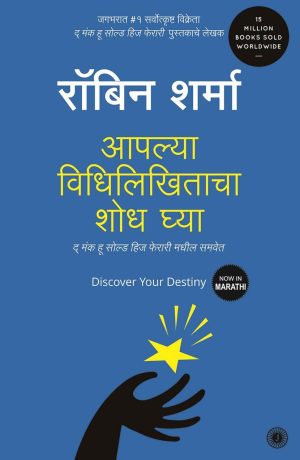 जगभरात #१ सर्वोत्कृष्ट विक्रेता
द् मंक हू सोल्ड हिज फेरारी पुस्तकाचे लेखक
15
MILLION
BOOKS SOLD
WORLDWIDE
रॉबिन शर्मा
आपल्या
विधिलिखिताचा
शोध घ्या
द् मंक हू सोल्ड हिज फेरारी मधील समवेत
Discover Your Destiny
NOW IN
MARATHI
J